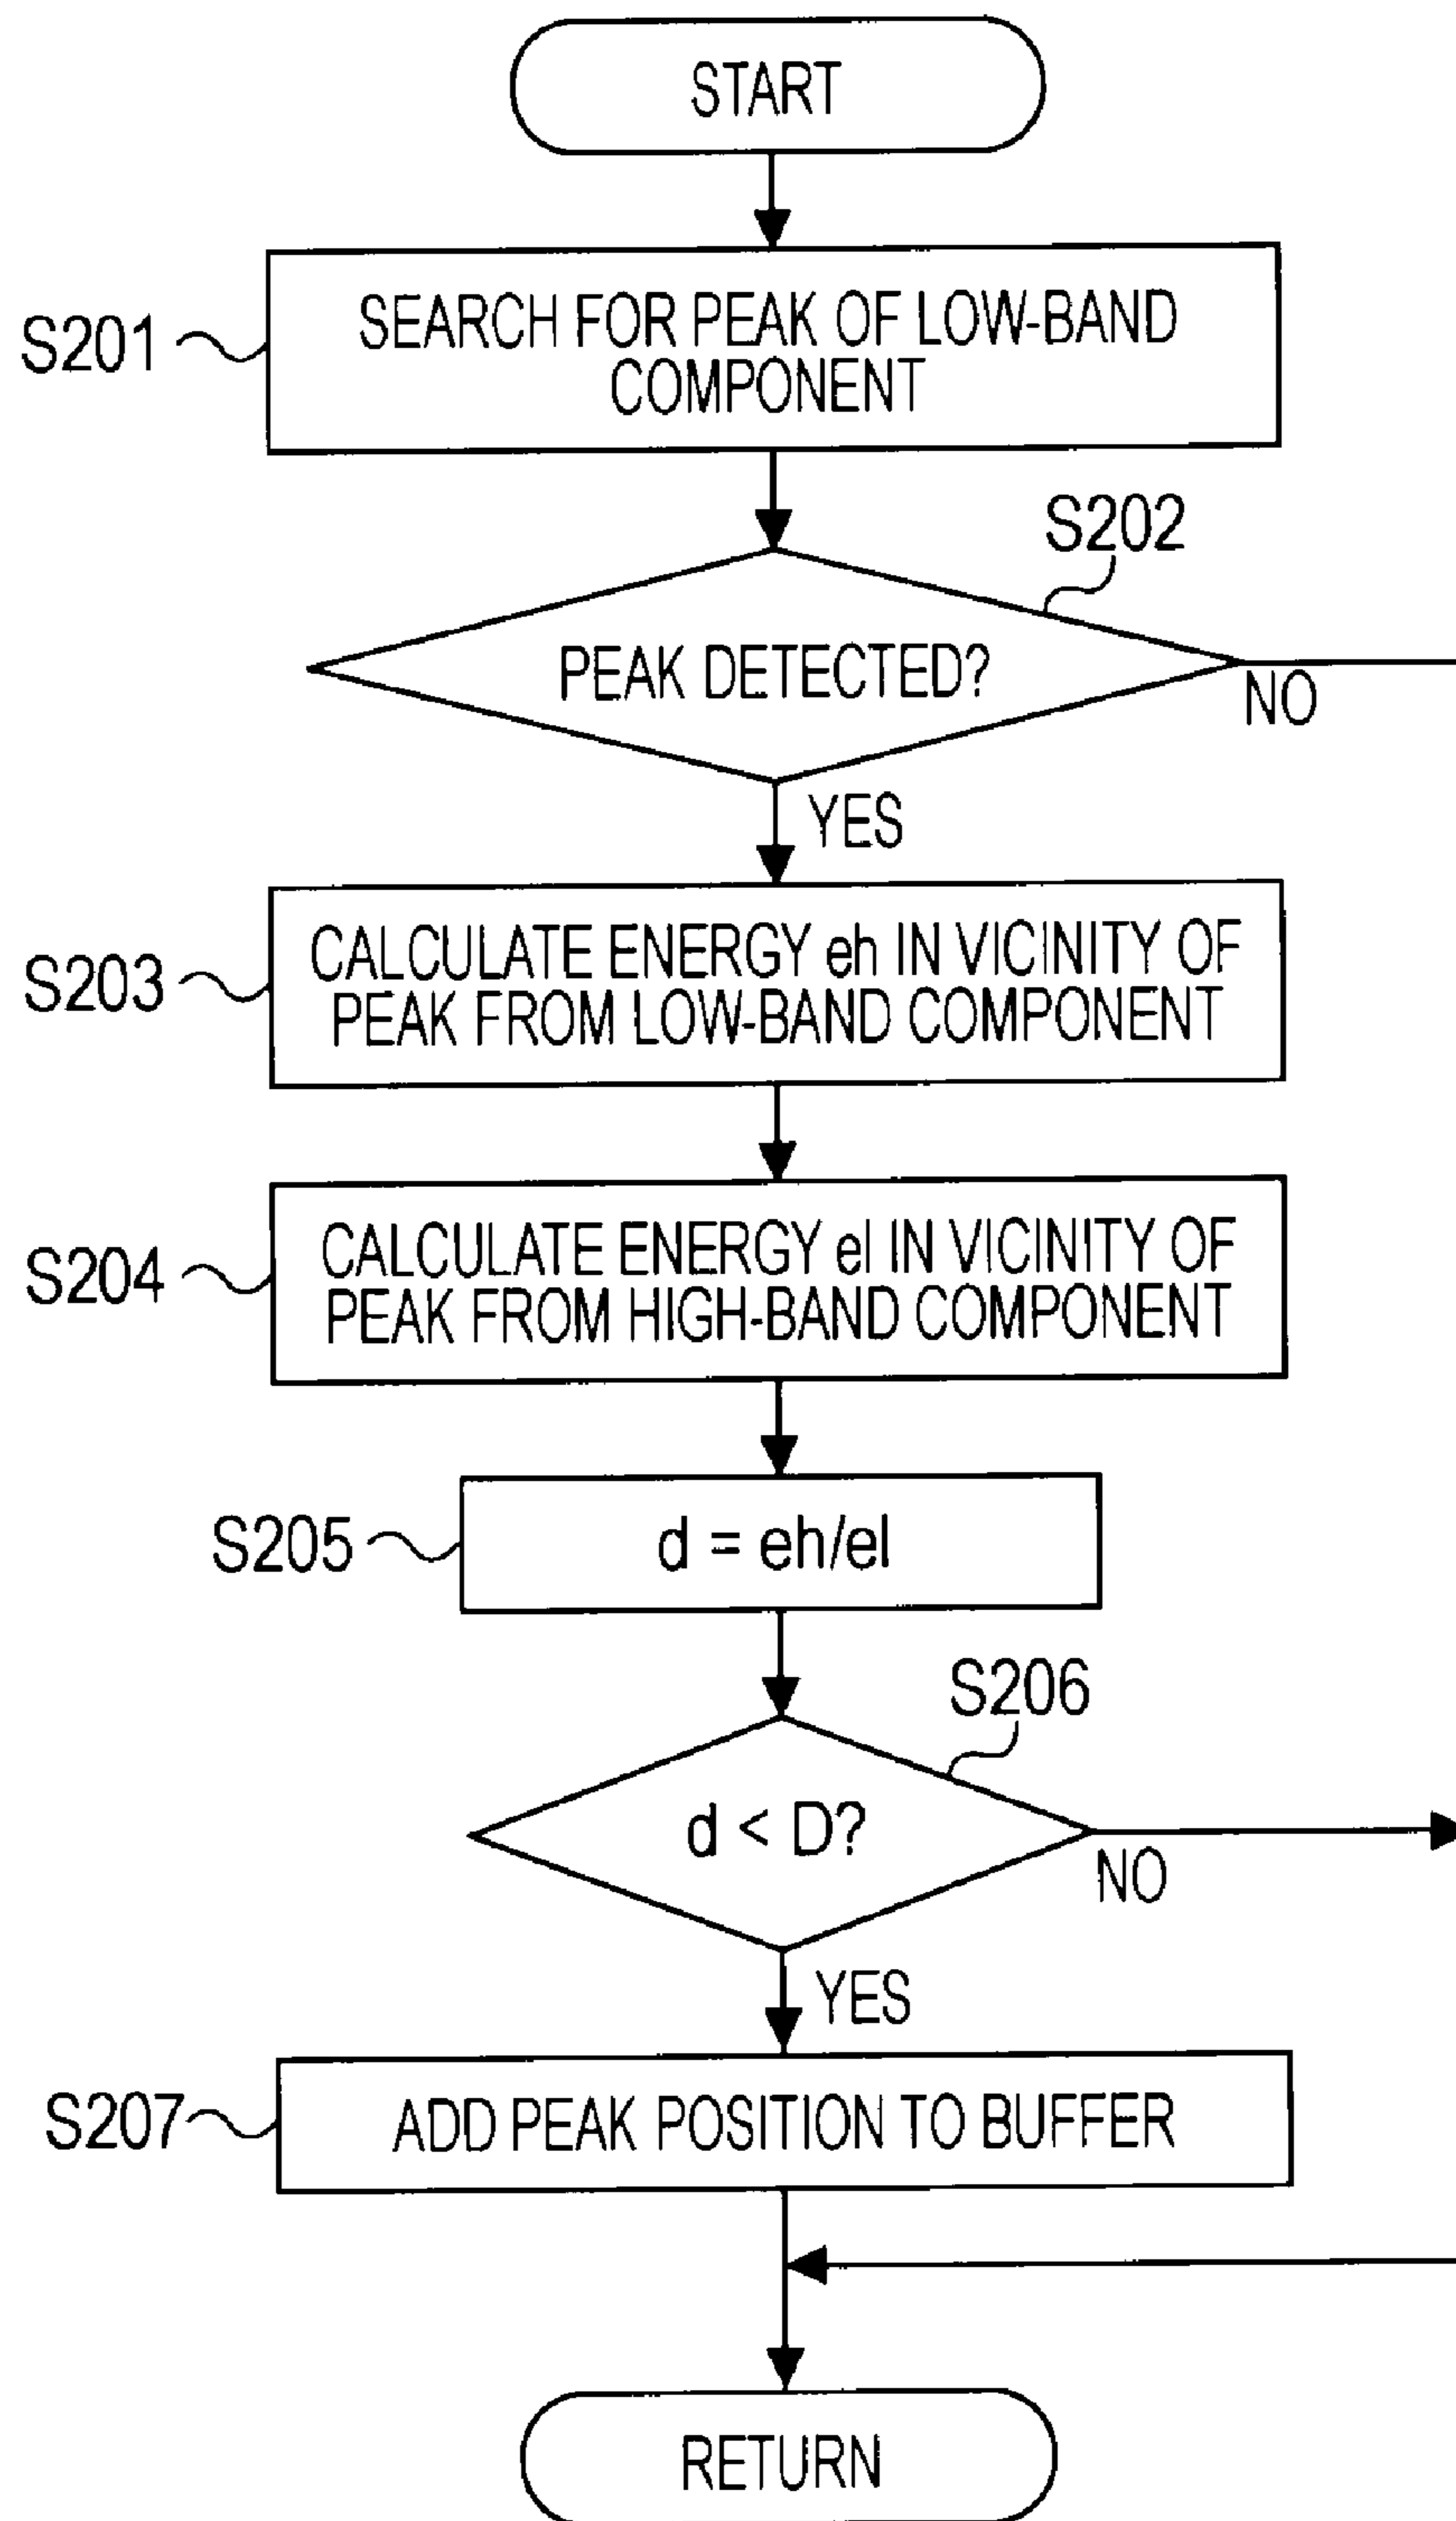 START
S201
SEARCH FOR PEAK OF LOW-BAND
COMPONENT
S202
PEAK DETECTED?
NO
YES
S203
CALCULATE ENERGY eh IN VICINITY OF
PEAK FROM LOW-BAND COMPONENT
S204
CALCULATE ENERGY el IN VICINITY OF
PEAK FROM HIGH-BAND COMPONENT
S205
d = eh/el
S206
d < D?
NO
YES
S207
ADD PEAK POSITION TO BUFFER
RETURN